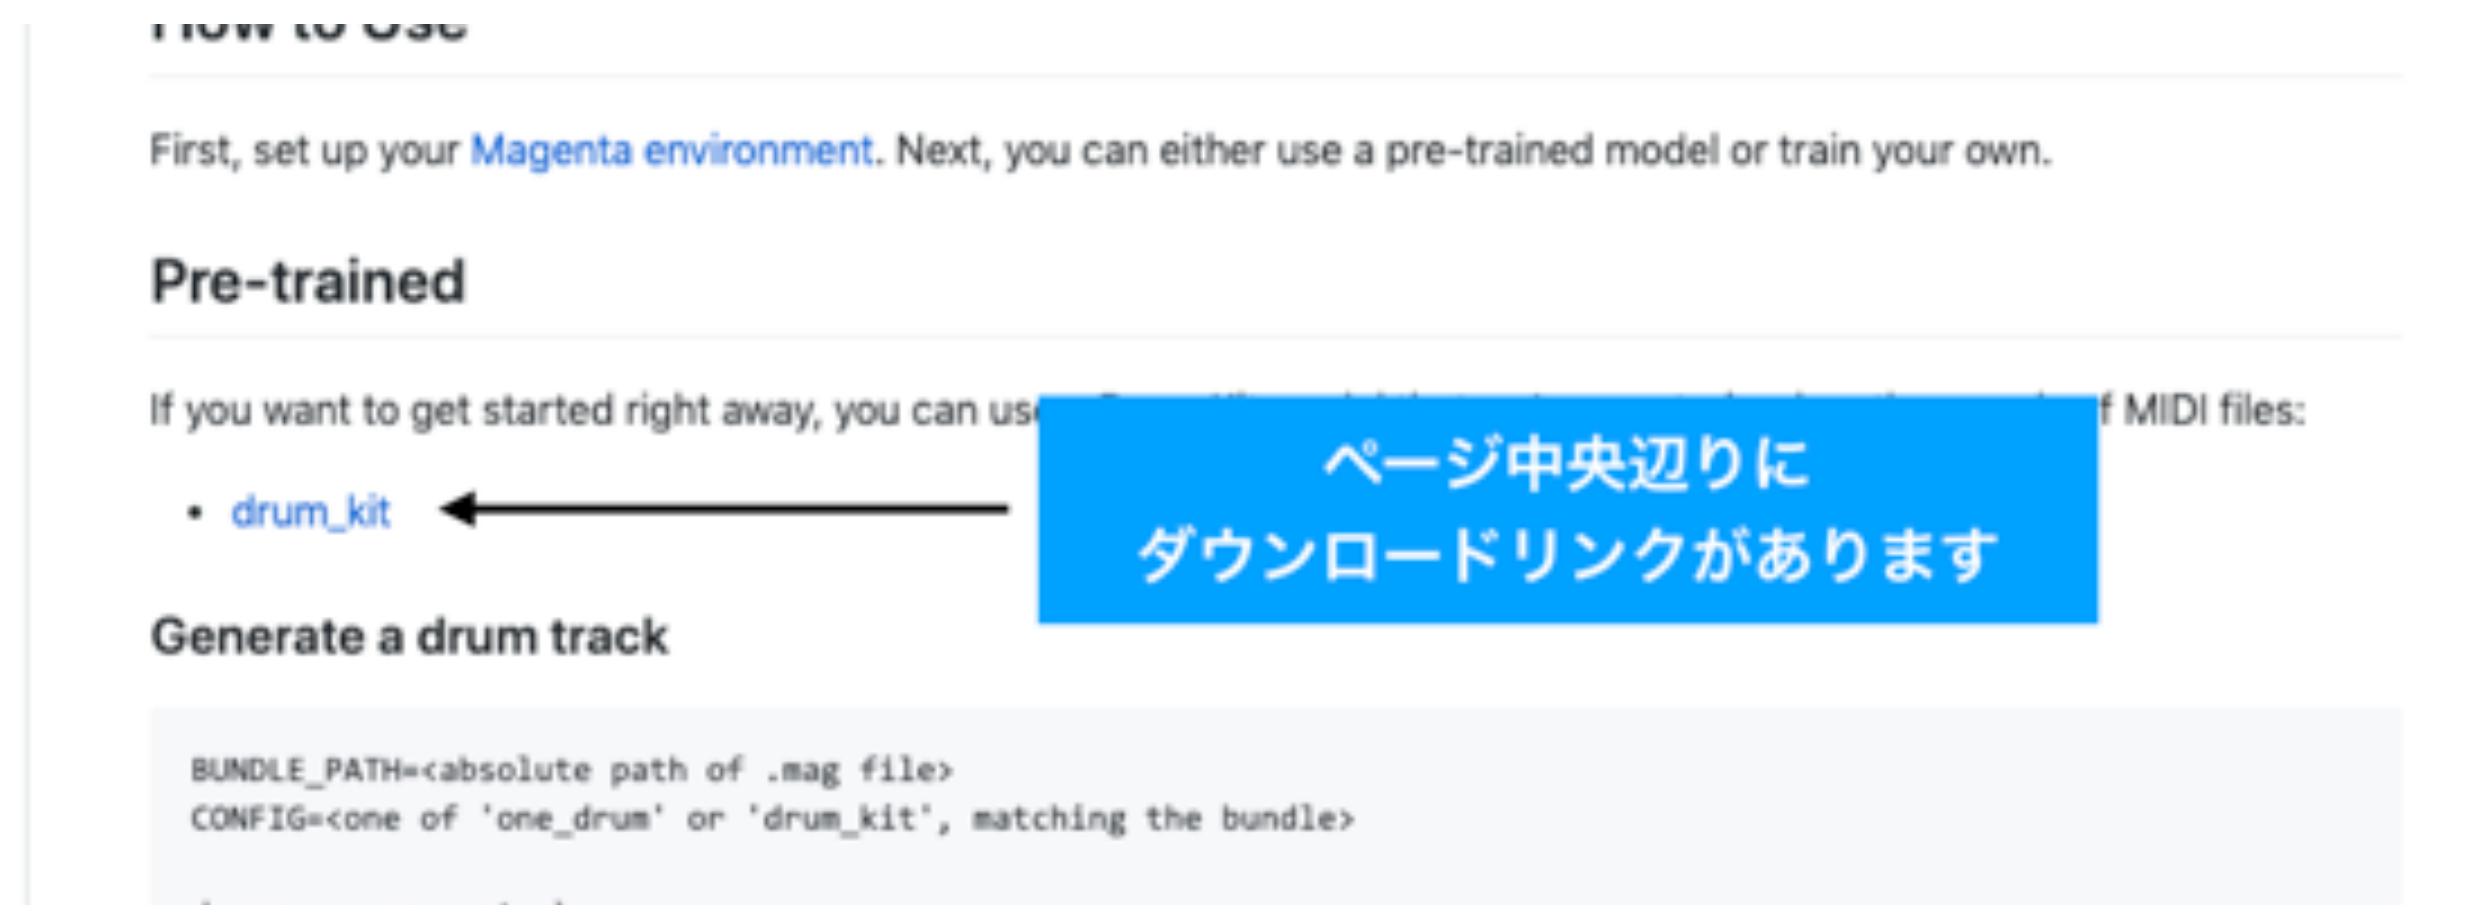 How to Use
First, set up your Magenta environment. Next, you can either use a pre-trained model or train your own.
Pre-trained
If you want to get started right away, you can use f MIDI files:
• drum_kit
ページ中央辺りに
ダウンロードリンクがあります
Generate a drum track
BUNDLE_PATH=<absolute path of .mag file>
CONFIG=<one of 'one_drum' or 'drum_kit', matching the bundle>